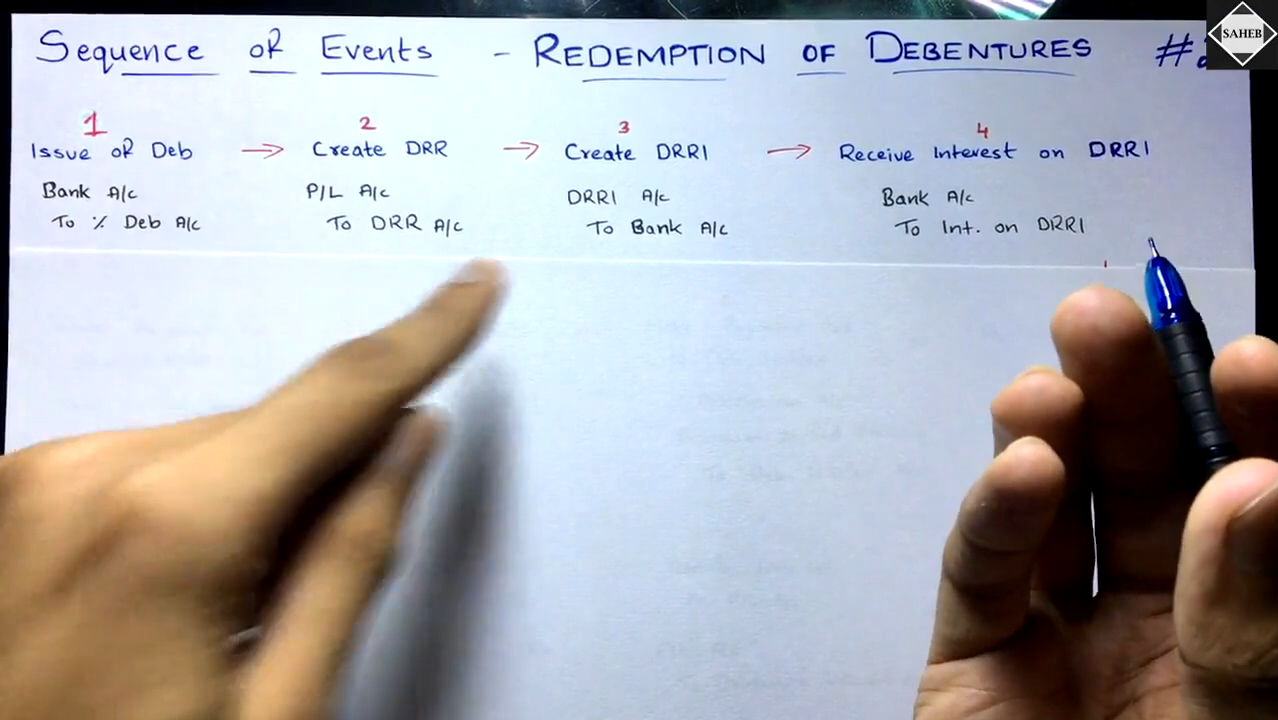 Sequence of Events - REDEMPTION OF DEBENTURES #
SAHEB
1 2 3 4
Issue of Deb → Create DRR → Create DRRI → Receive Interest on DRRI
Bank A/c P/L A/c DRRI A/c Bank A/c
To % Deb A/c To DRR A/c To Bank A/c To Int. on DRRI